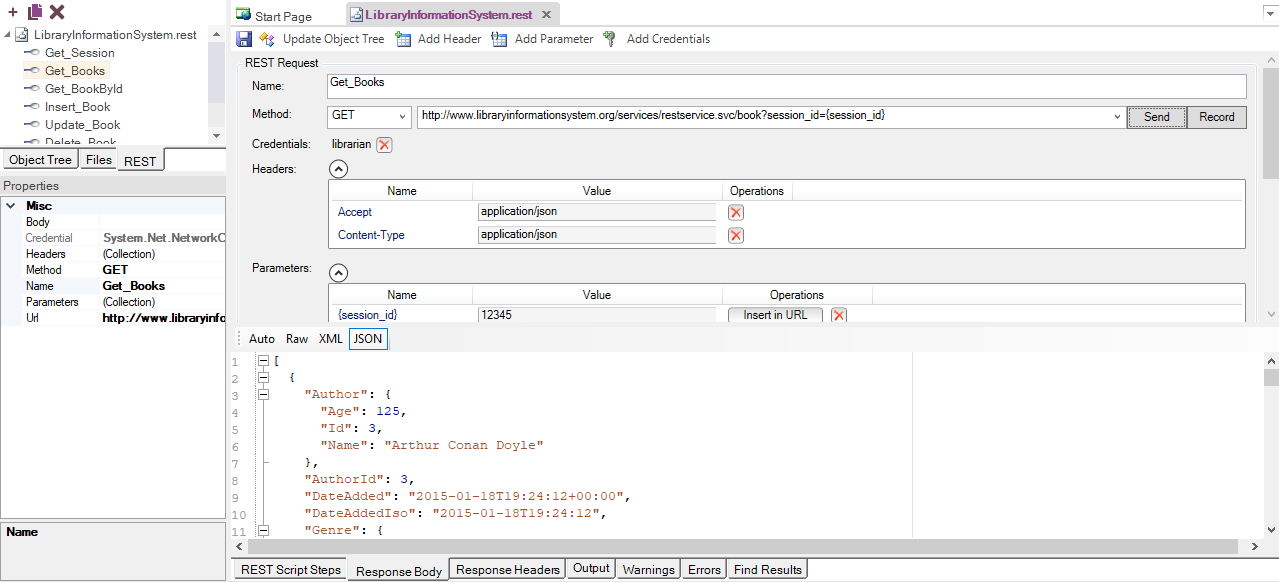 Start Page
LibraryInformationSystem.rest
LibraryInformationSystem.rest
Get_Session
Get_Books
Get_BookById
Insert_Book
Update_Book
Delete_Book
Object Tree Files REST
Properties
Misc
Body
Credential System.Net.NetworkC
Headers (Collection)
Method GET
Name Get_Books
Parameters (Collection)
Url http://www.libraryinfo
Name
Update Object Tree Add Header Add Parameter Add Credentials
REST Request
Name: Get_Books
Method: GET http://www.libraryinformationsystem.org/services/restservice.svc/book?session_id={session_id} Send Record
Credentials: librarian
Headers:
Name Value Operations
Accept application/json
Content-Type application/json
Parameters:
Name Value Operations
{session_id} 12345 Insert in URL
Auto Raw XML JSON
1 [
2 {
3 "Author": {
4 "Age": 125,
5 "Id": 3,
6 "Name": "Arthur Conan Doyle"
7 },
8 "AuthorId": 3,
9 "DateAdded": "2015-01-18T19:24:12+00:00",
10 "DateAddedIso": "2015-01-18T19:24:12",
11 "Genre": {
REST Script Steps Response Body Response Headers Output Warnings Errors Find Results